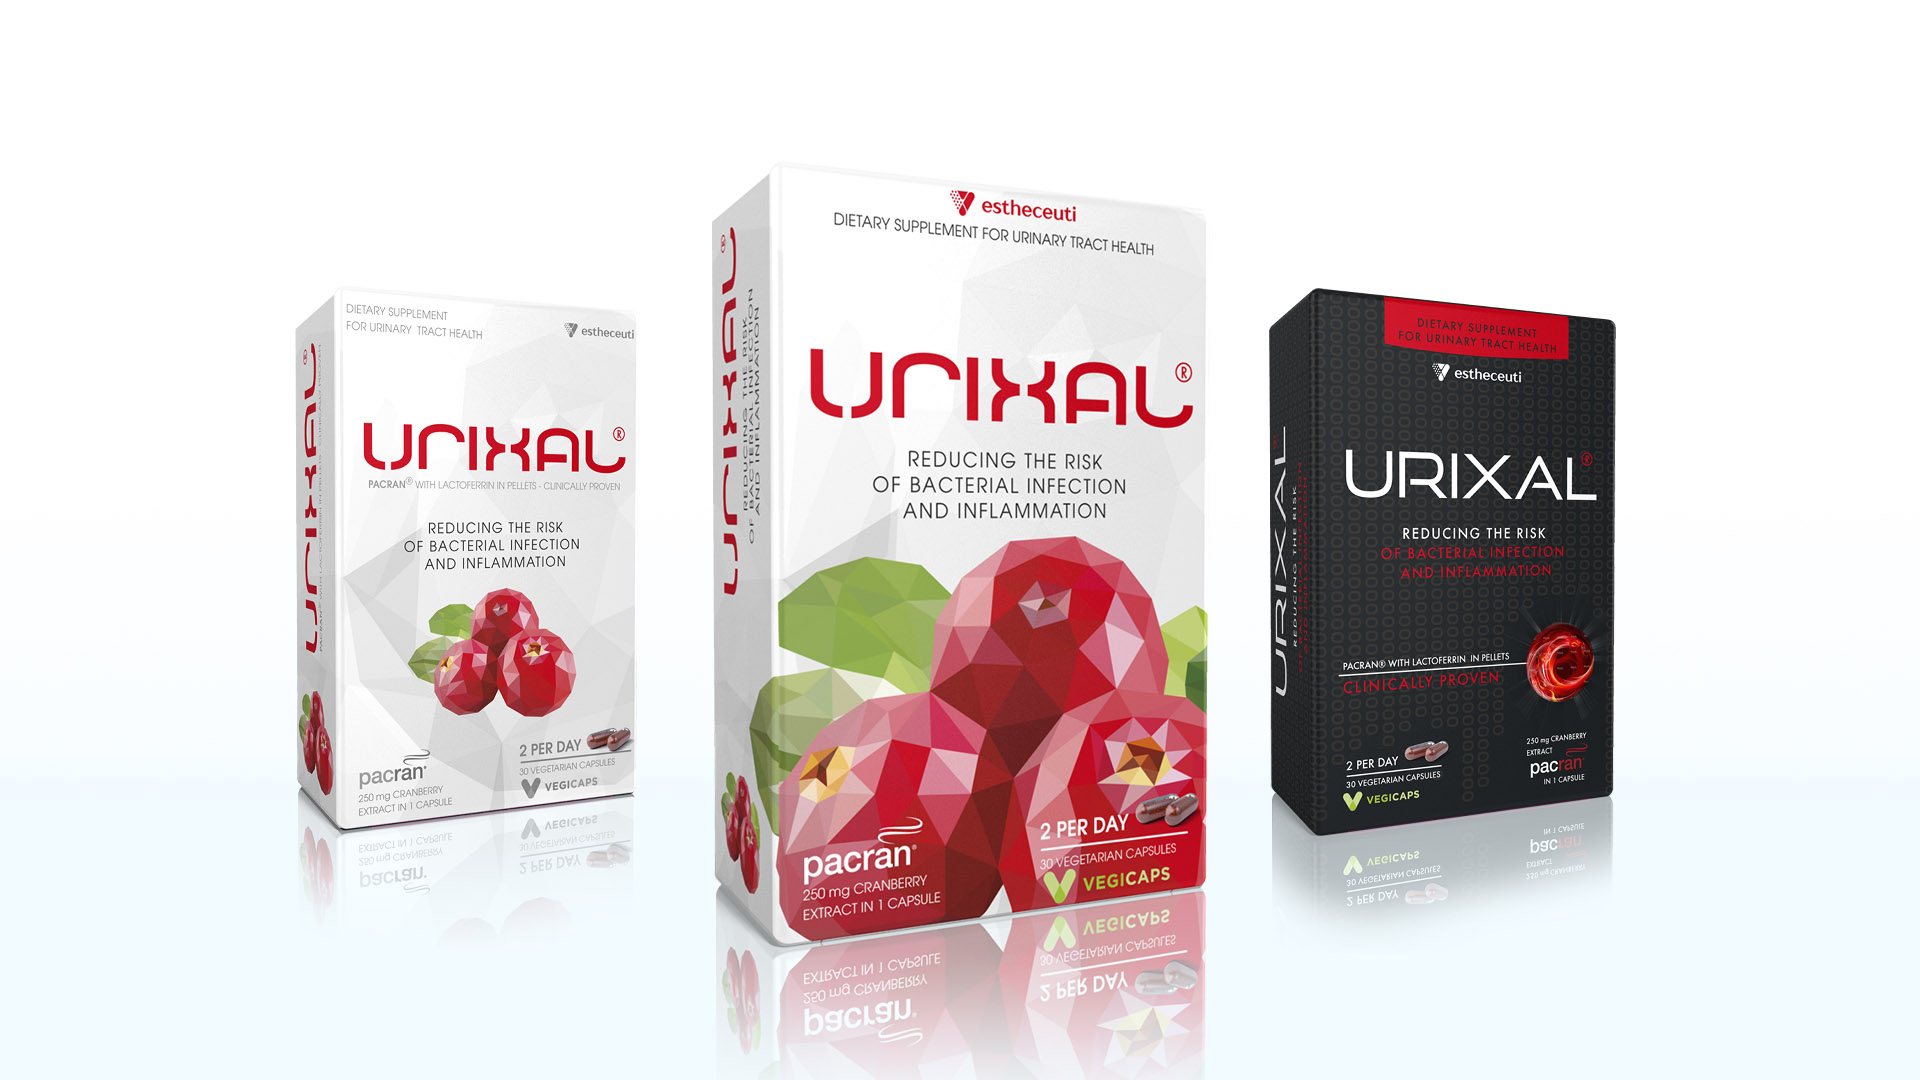 DIETARY SUPPLEMENT
FOR URINARY TRACT HEALTH
estheceuti
URIXAL®
PACRAN® WITH LACTOFERRIN IN PELLETS - CLINICALLY PROVEN
REDUCING THE RISK
OF BACTERIAL INFECTION
AND INFLAMMATION
2 PER DAY
30 VEGETARIAN CAPSULES
VEGICAPS
pacran®
250 mg CRANBERRY
EXTRACT IN 1 CAPSULE
URIXAL®
estheceuti
DIETARY SUPPLEMENT FOR URINARY TRACT HEALTH
URIXAL®
REDUCING THE RISK
OF BACTERIAL INFECTION
AND INFLAMMATION
pacran®
250 mg CRANBERRY
EXTRACT IN 1 CAPSULE
2 PER DAY
30 VEGETARIAN CAPSULES
VEGICAPS
URIXAL®
REDUCING THE RISK
OF BACTERIAL INFECTION
AND INFLAMMATION
DIETARY SUPPLEMENT
FOR URINARY TRACT HEALTH
estheceuti
URIXAL®
REDUCING THE RISK
OF BACTERIAL INFECTION
AND INFLAMMATION
PACRAN® WITH LACTOFERRIN IN PELLETS
CLINICALLY PROVEN
2 PER DAY
30 VEGETARIAN CAPSULES
VEGICAPS
250 mg CRANBERRY
EXTRACT
pacran®
IN 1 CAPSULE
URIXAL
REDUCING THE RISK